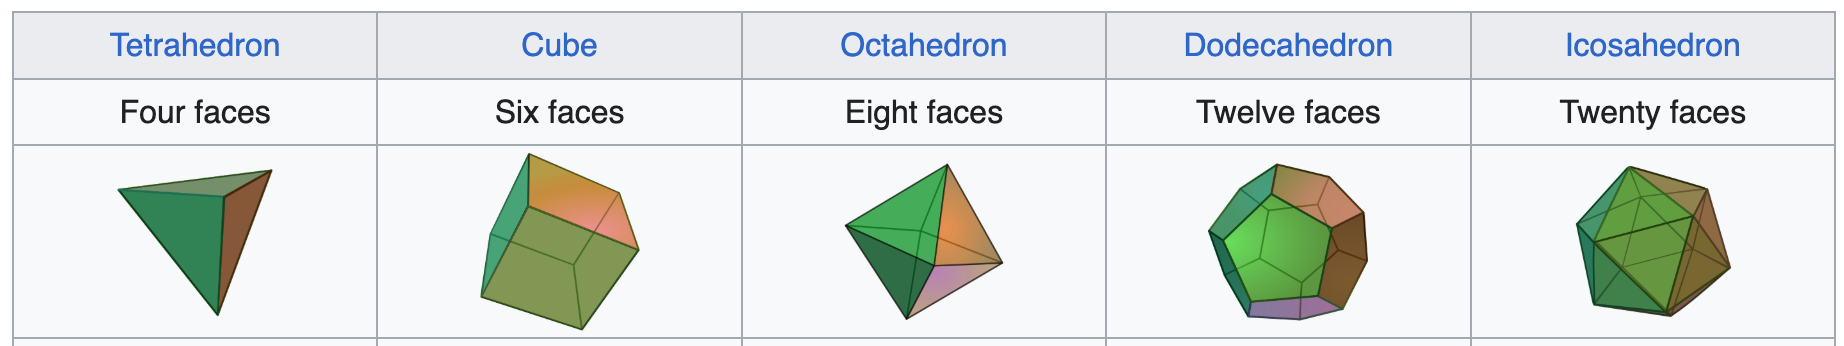 Tetrahedron Cube Octahedron Dodecahedron Icosahedron
Four faces Six faces Eight faces Twelve faces Twenty faces